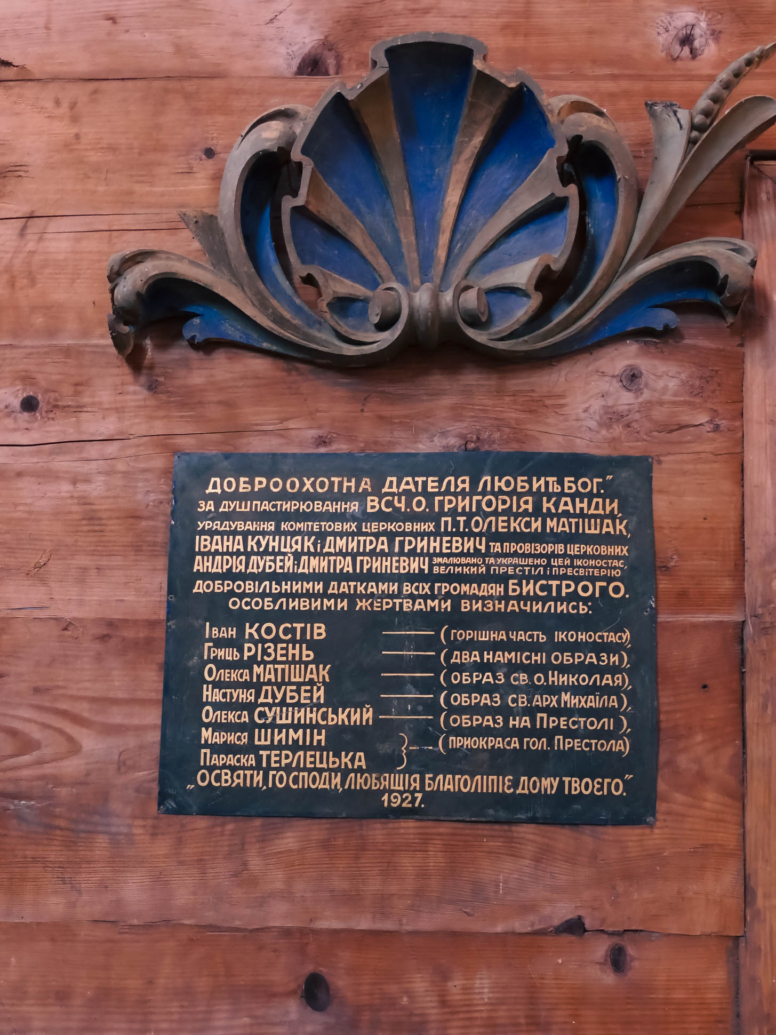 ДОБРООХОТНА ДАТЕЛЯ ЛЮБИТЬ БОГ."
ЗА ДУШПАСТИРЮВАННЯ ВСЧ. О. ГРИГОРІЯ КАНДИ,
УРЯДУВАННЯ КОМІТЕТОВИХ ЦЕРКОВНИХ П.Т. ОЛЕКСИ МАТІШАК,
ІВАНА КУНЦЯК і ДМИТРА ГРИНЕВИЧ ТА ПРОВІЗОРІВ ЦЕРКОВНИХ
АНДРІЯ ДУБЕЙ і ДМИТРА ГРИНЕВИЧ ЗМАЛЬОВАНО ТА УКРАШЕНО ЦЕЙ ІКОНОСТАС,
ВЕЛИКИЙ ПРЕСТІЛ і ПРЕСВІТЕРІЮ
ДОБРОВІЛЬНИМИ ДАТКАМИ ВСІХ ГРОМАДЯН БИСТРОГО.
ОСОБЛИВИМИ ЖЕРТВАМИ ВИЗНАЧИЛИСЬ:
ІВАН КОСТІВ — (ГОРІШНА ЧАСТЬ ІКОНОСТАСУ),
ГРИЦЬ РІЗЕНЬ — (ДВА НАМІСНІ ОБРАЗИ),
ОЛЕКСА МАТІШАК — (ОБРАЗ СВ. О. НИКОЛАЯ),
НАСТУНЯ ДУБЕЙ — (ОБРАЗ СВ. АРХ МИХАЇЛА),
ОЛЕКСА СУШИНСЬКИЙ — (ОБРАЗ НА ПРЕСТОЛІ),
МАРИСЯ ШИМІН } — (ПРИОКРАСА ГОЛ. ПРЕСТОЛА)
ПАРАСКА ТЕРЛЕЦЬКА
„ОСВЯТИ, ГОСПОДИ, ЛЮБЯЩІЯ БЛАГОЛІПІЄ ДОМУ ТВОЄГО."
1927.